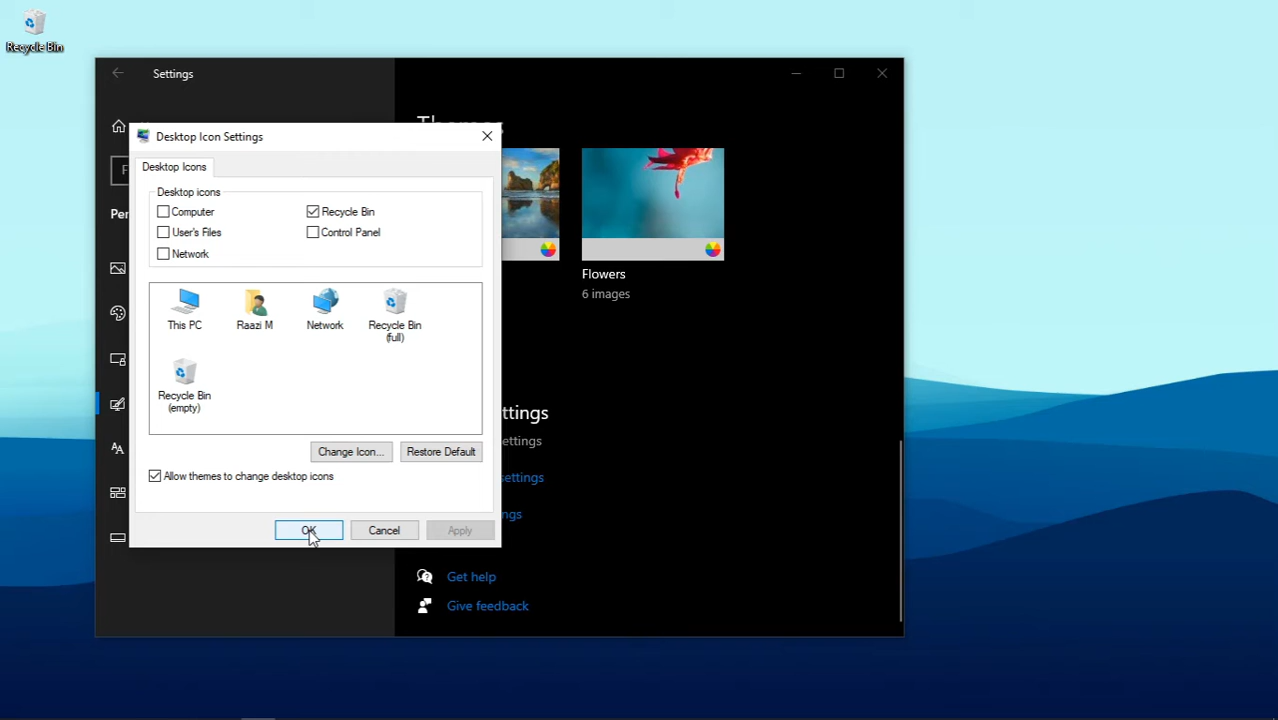 Recycle Bin
Settings
Desktop Icon Settings
Desktop Icons
Desktop icons
Computer
Recycle Bin
User's Files
Control Panel
Network
This PC
Raazi M
Network
Recycle Bin
(full)
Recycle Bin
(empty)
Change Icon...
Restore Default
Allow themes to change desktop icons
OK
Cancel
Apply
F
Per
Flowers
6 images
ttings
ettings
settings
ngs
Get help
Give feedback